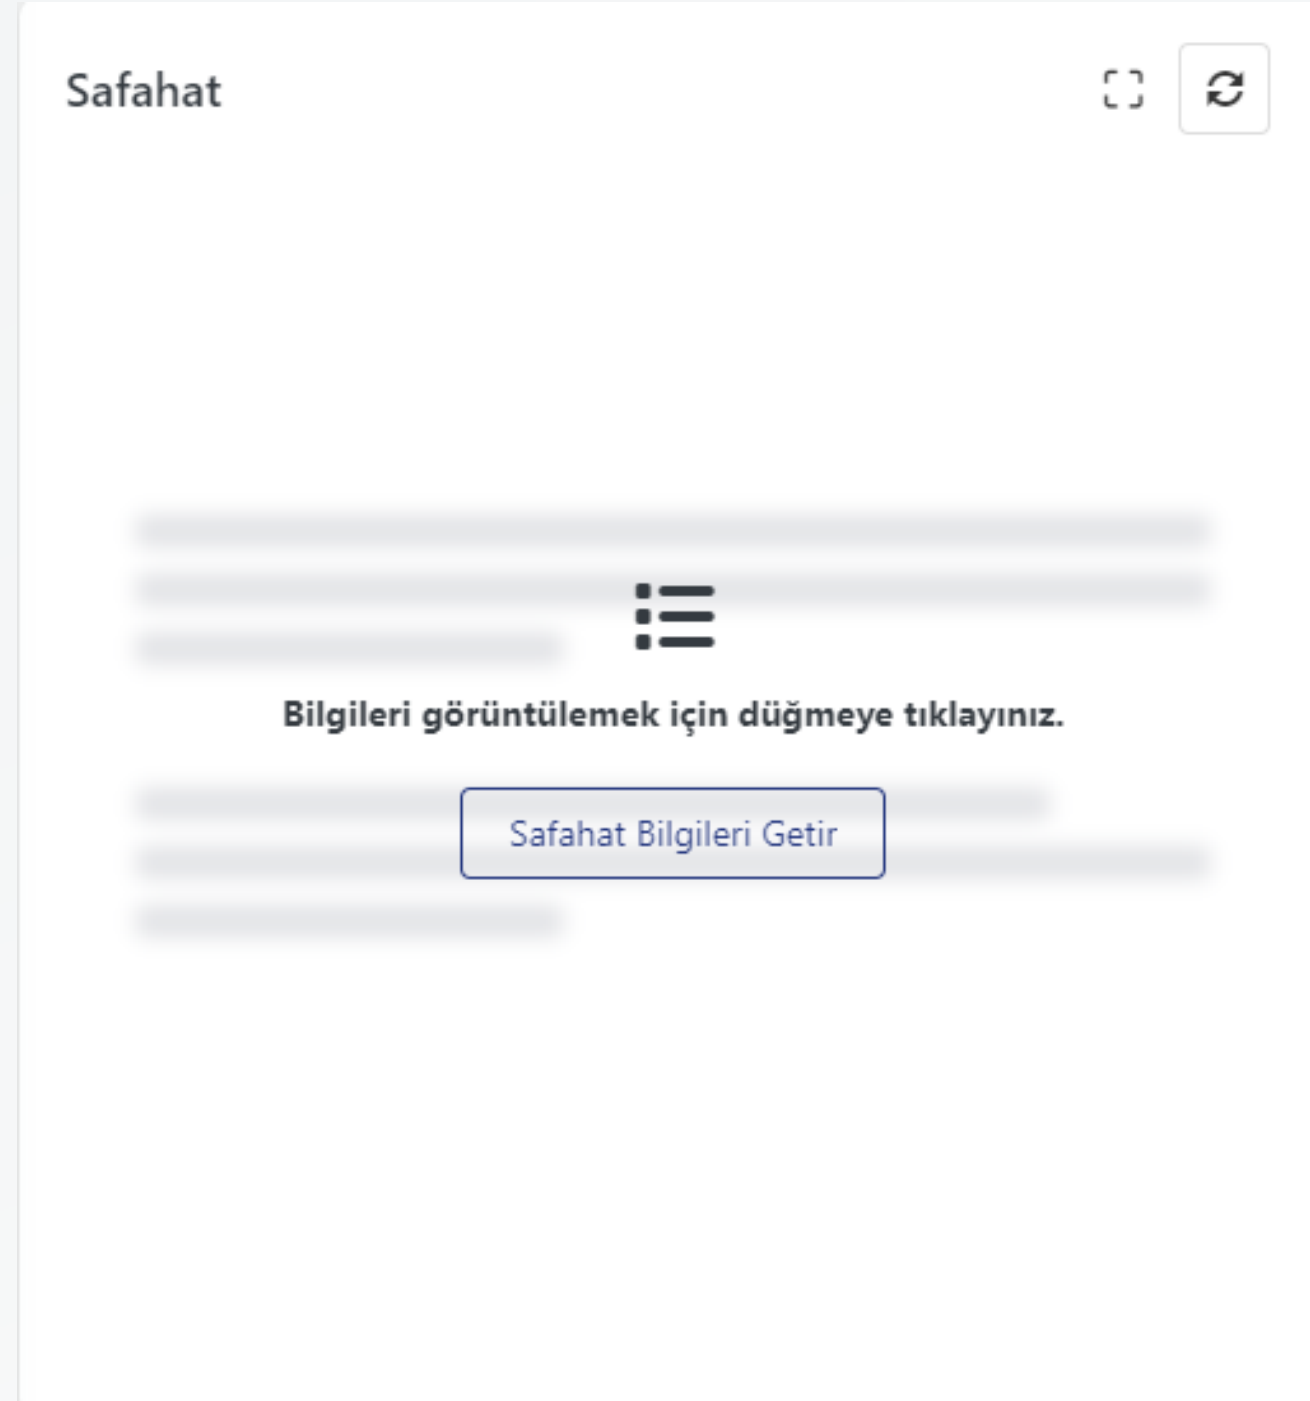 Safahat
Bilgileri görüntülemek için düğmeye tıklayınız.
Safahat Bilgileri Getir